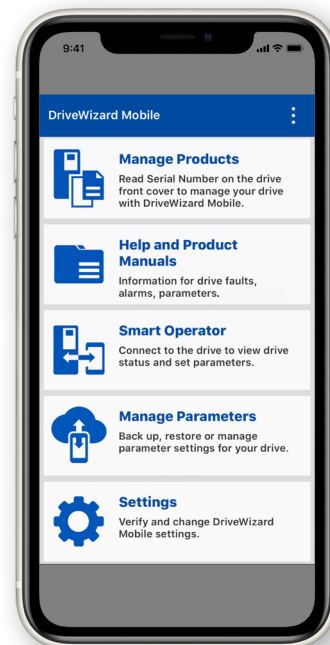 9:41
DriveWizard Mobile
Manage Products
Read Serial Number on the drive
front cover to manage your drive
with DriveWizard Mobile.
Help and Product
Manuals
Information for drive faults,
alarms, parameters.
Smart Operator
Connect to the drive to view drive
status and set parameters.
Manage Parameters
Back up, restore or manage
parameter settings for your drive.
Settings
Verify and change DriveWizard
Mobile settings.